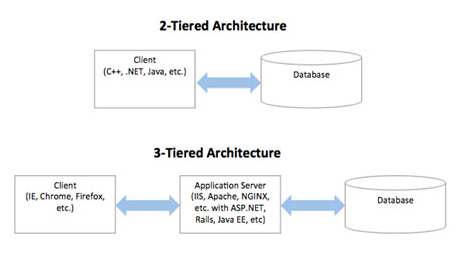 2-Tiered Architecture
Client
(C++, .NET, Java, etc.)
Database
3-Tiered Architecture
Client
(IE, Chrome, Firefox,
etc.)
Application Server
(IIS, Apache, NGINX,
etc. with ASP.NET,
Rails, Java EE, etc)
Database